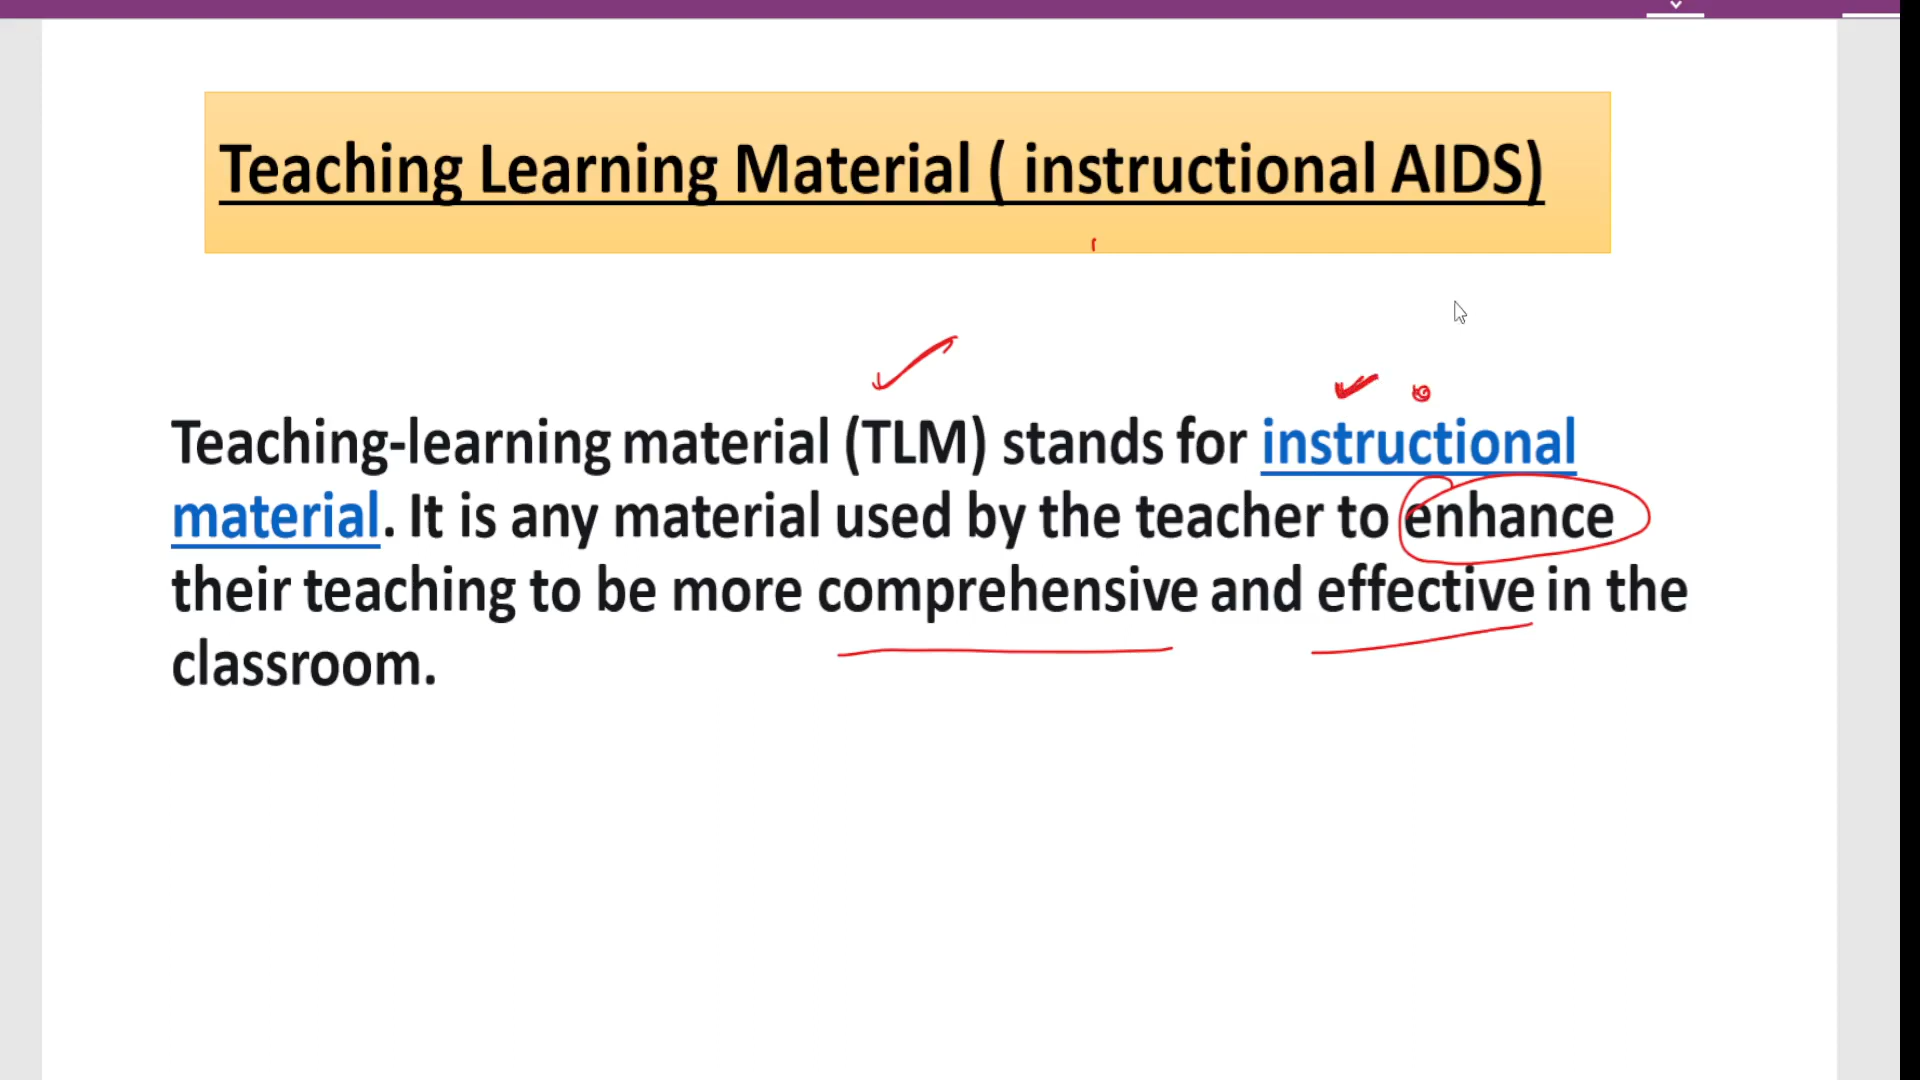 Teaching Learning Material ( instructional AIDS)
Teaching-learning material (TLM) stands for instructional
material. It is any material used by the teacher to enhance
their teaching to be more comprehensive and effective in the
classroom.